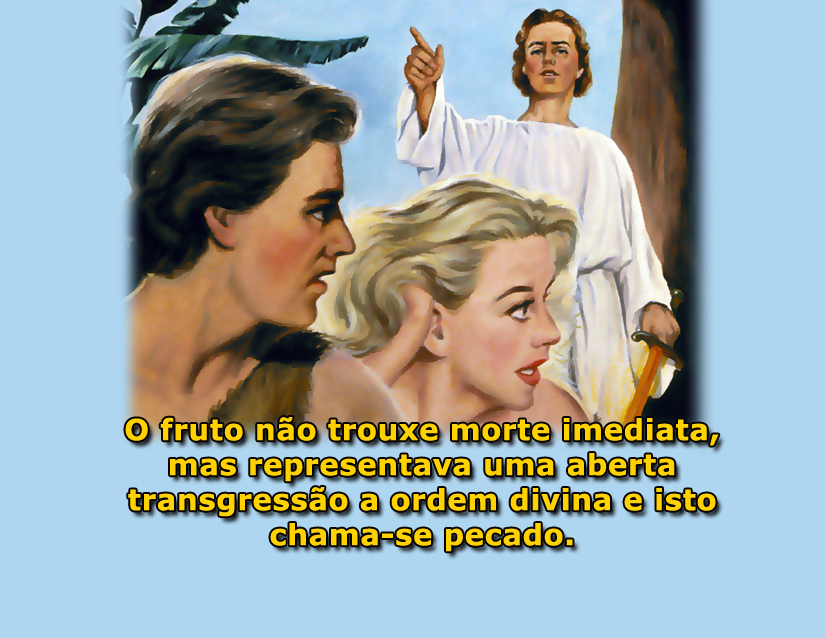 O fruto não trouxe morte imediata,
mas representava uma aberta
transgressão a ordem divina e isto
chama-se pecado.